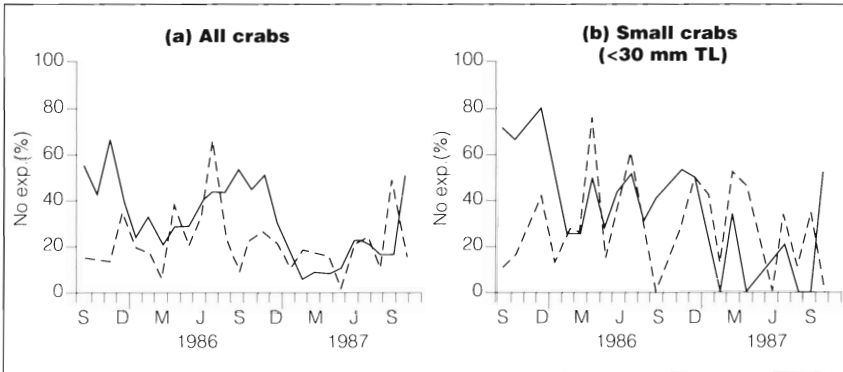 (a) All crabs
100
80
60
40
20
0
No exp.(%)
S D M J S D M J S
1986 1987
(b) Small crabs
(<30 mm TL)
100
80
60
40
20
0
No exp.(%)
S D M J S D M J S
1986 1987